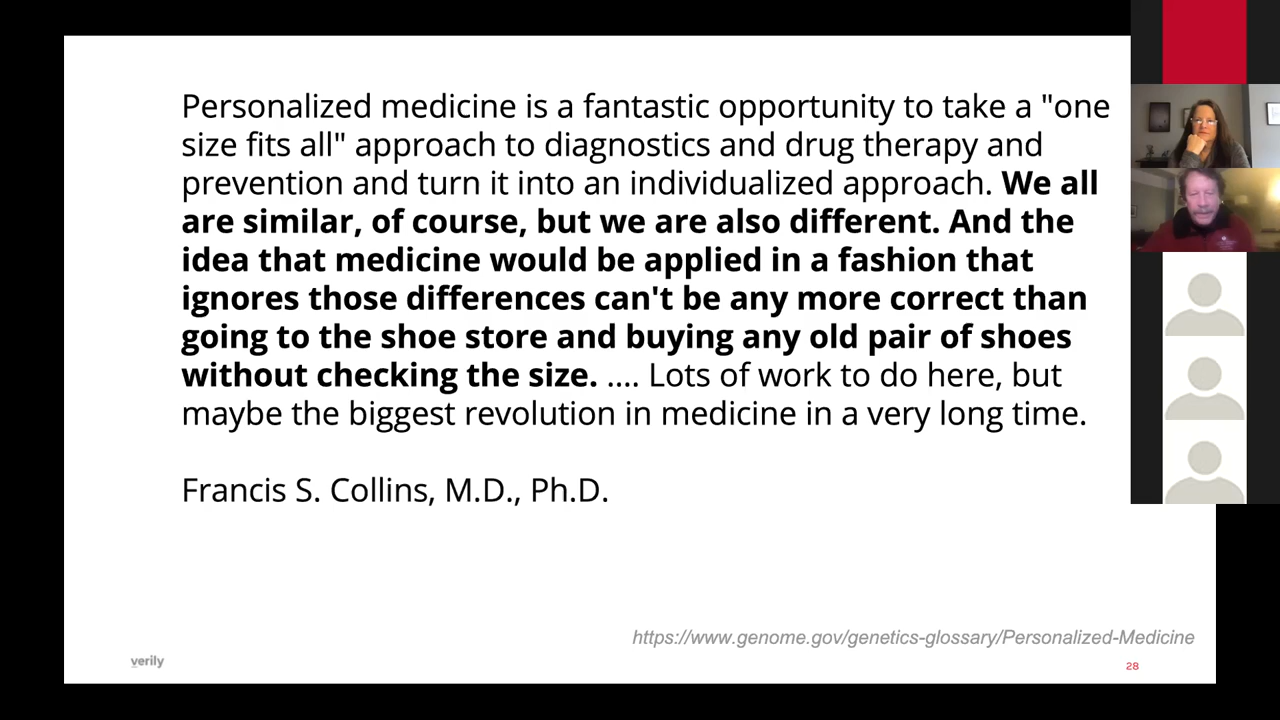 Personalized medicine is a fantastic opportunity to take a "one
size fits all" approach to diagnostics and drug therapy and
prevention and turn it into an individualized approach. We all
are similar, of course, but we are also different. And the
idea that medicine would be applied in a fashion that
ignores those differences can't be any more correct than
going to the shoe store and buying any old pair of shoes
without checking the size. .... Lots of work to do here, but
maybe the biggest revolution in medicine in a very long time.
Francis S. Collins, M.D., Ph.D.
https://www.genome.gov/genetics-glossary/Personalized-Medicine
verily
28